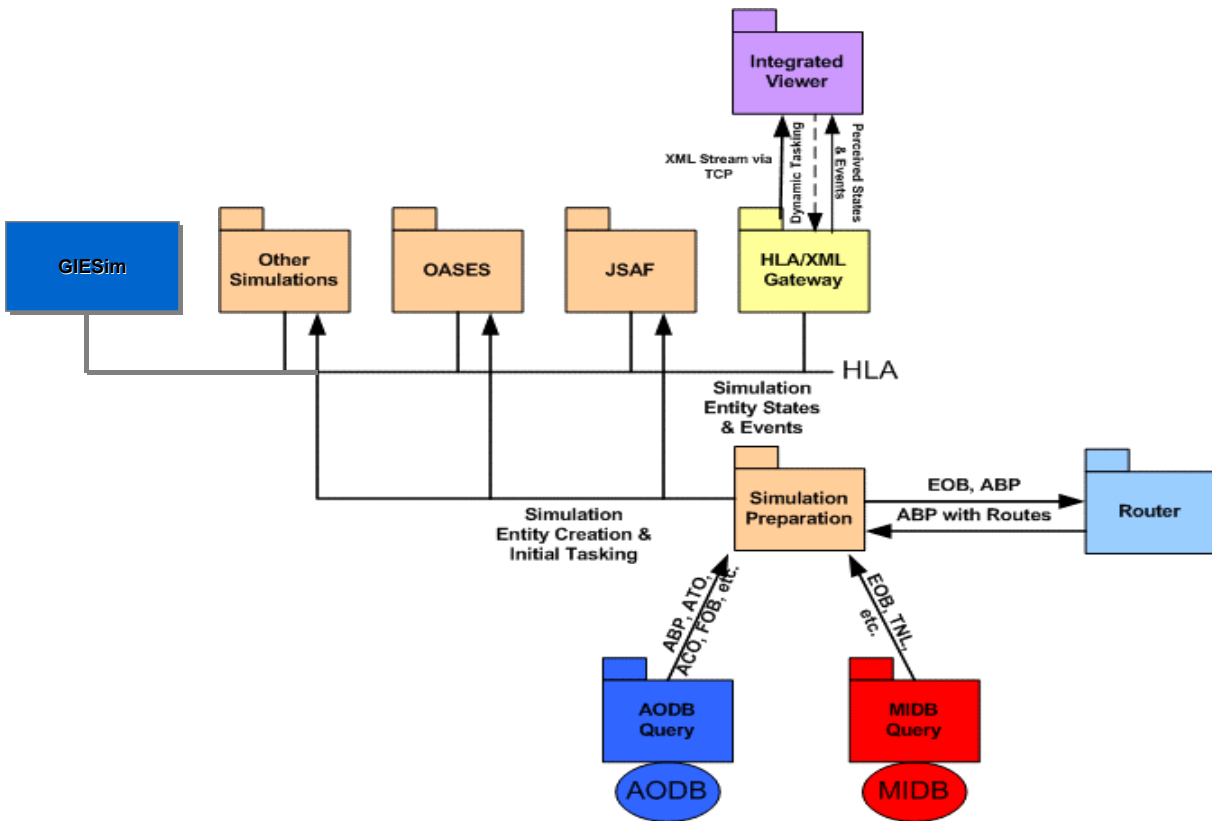 Integrated
Viewer
XML Stream via
TCP
Dynamic Tasking
Perceived States
& Events
GIESim
Other
Simulations
OASES
JSAF
HLA/XML
Gateway
HLA
Simulation
Entity States
& Events
Simulation
Preparation
EOB, ABP
ABP with Routes
Router
Simulation
Entity Creation &
Initial Tasking
ABP, ATO,
ACO, FOB, etc.
EOB, TNL,
etc.
AODB
Query
MIDB
Query
AODB
MIDB